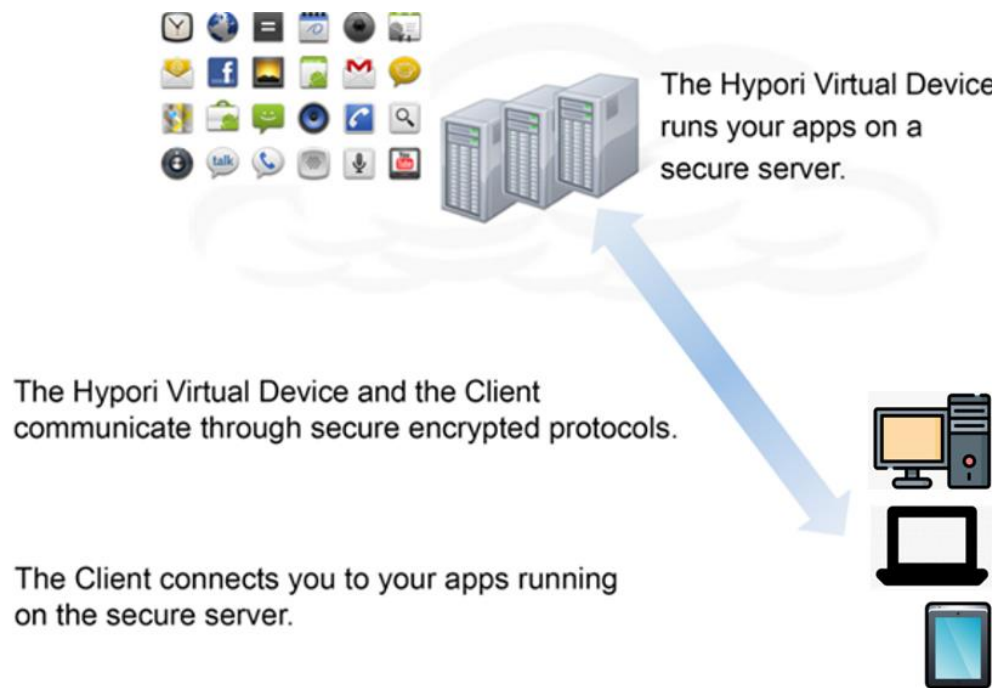 The Hypori Virtual Device
runs your apps on a
secure server.
talk
The Hypori Virtual Device and the Client
communicate through secure encrypted protocols.
The Client connects you to your apps running
on the secure server.